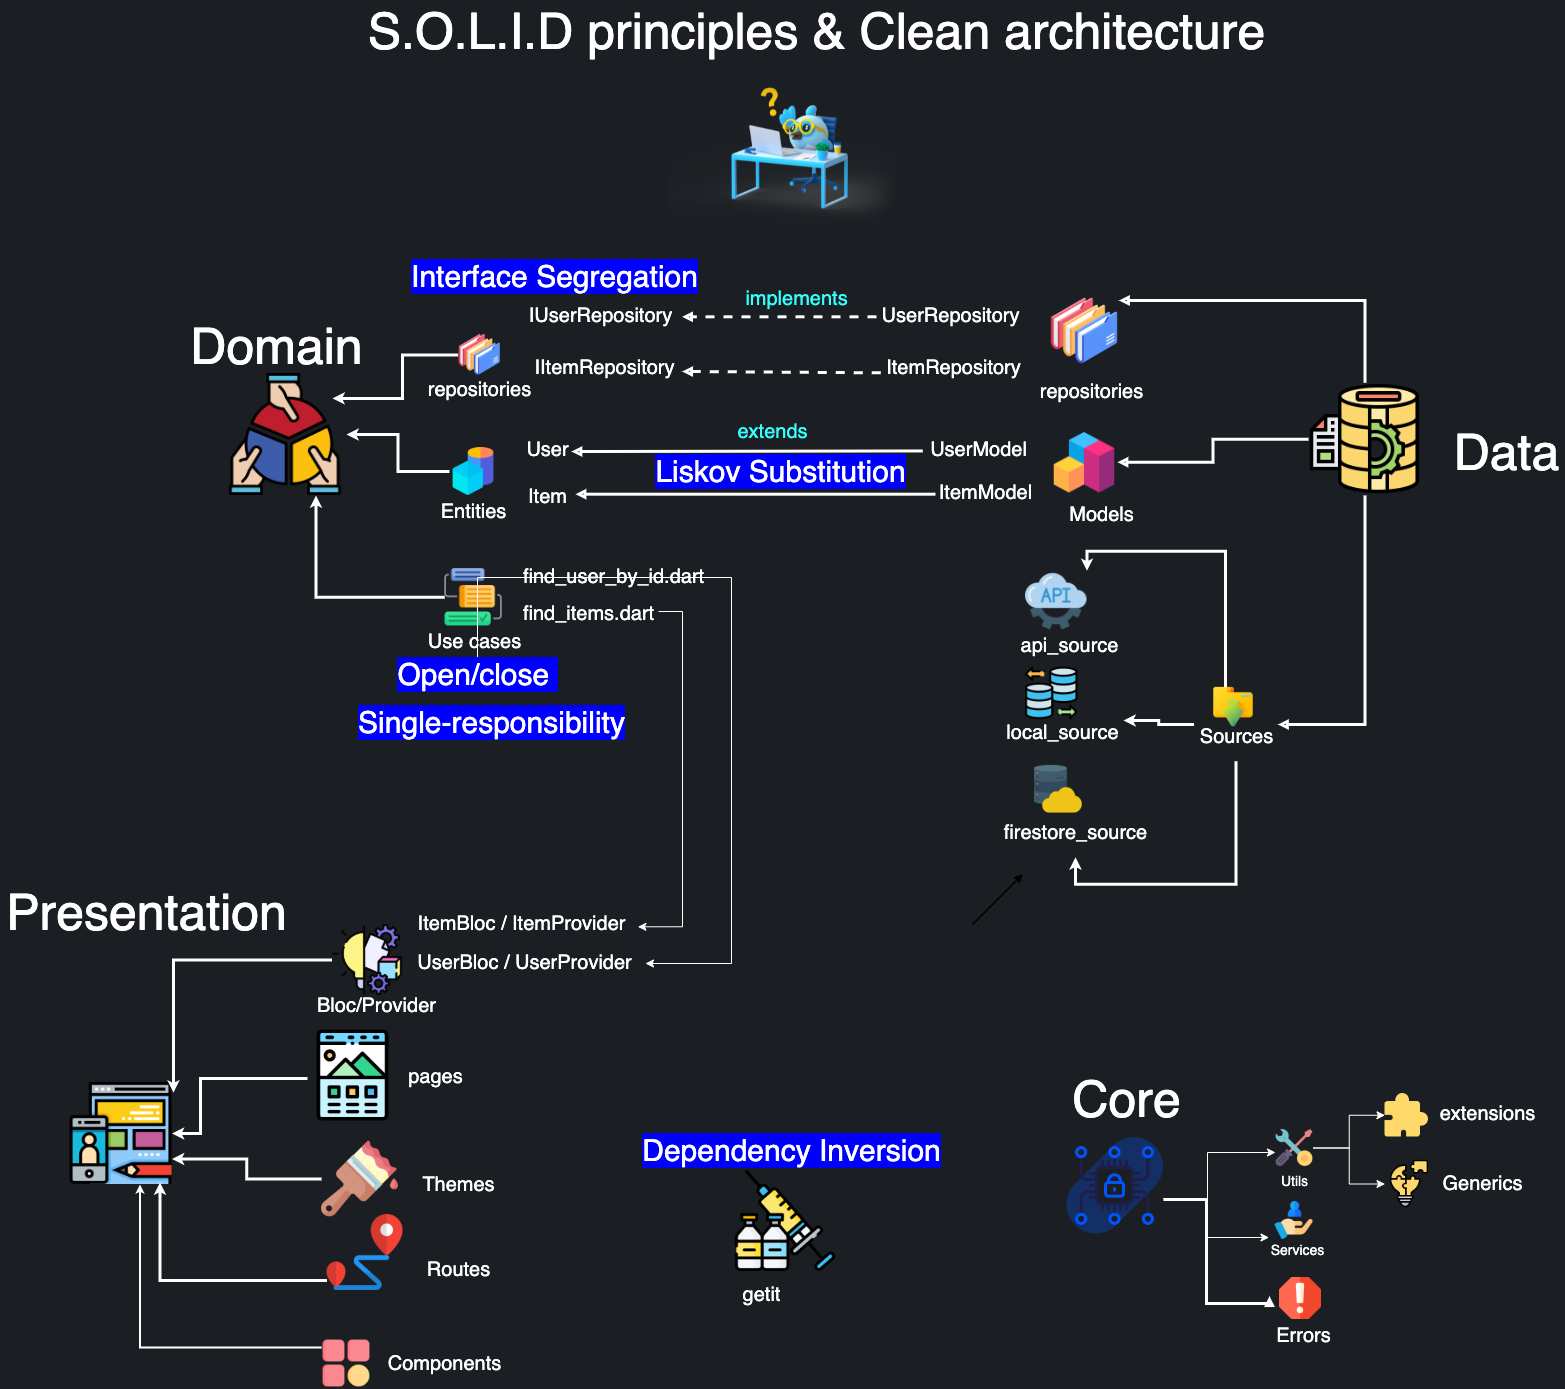 S.O.L.I.D principles & Clean architecture
?
Interface Segregation
implements
IUserRepository
UserRepository
Domain
IItemRepository
ItemRepository
repositories
repositories
extends
User
UserModel
Data
Liskov Substitution
Item
ItemModel
Entities
Models
find_user_by_id.dart
API
find_items.dart
Use cases
api_source
Open/close
Single-responsibility
local_source
Sources
firestore_source
Presentation
ItemBloc / ItemProvider
UserBloc / UserProvider
Bloc/Provider
pages
Core
extensions
Dependency Inversion
Utils
Themes
Generics
Services
Routes
getit
Errors
Components